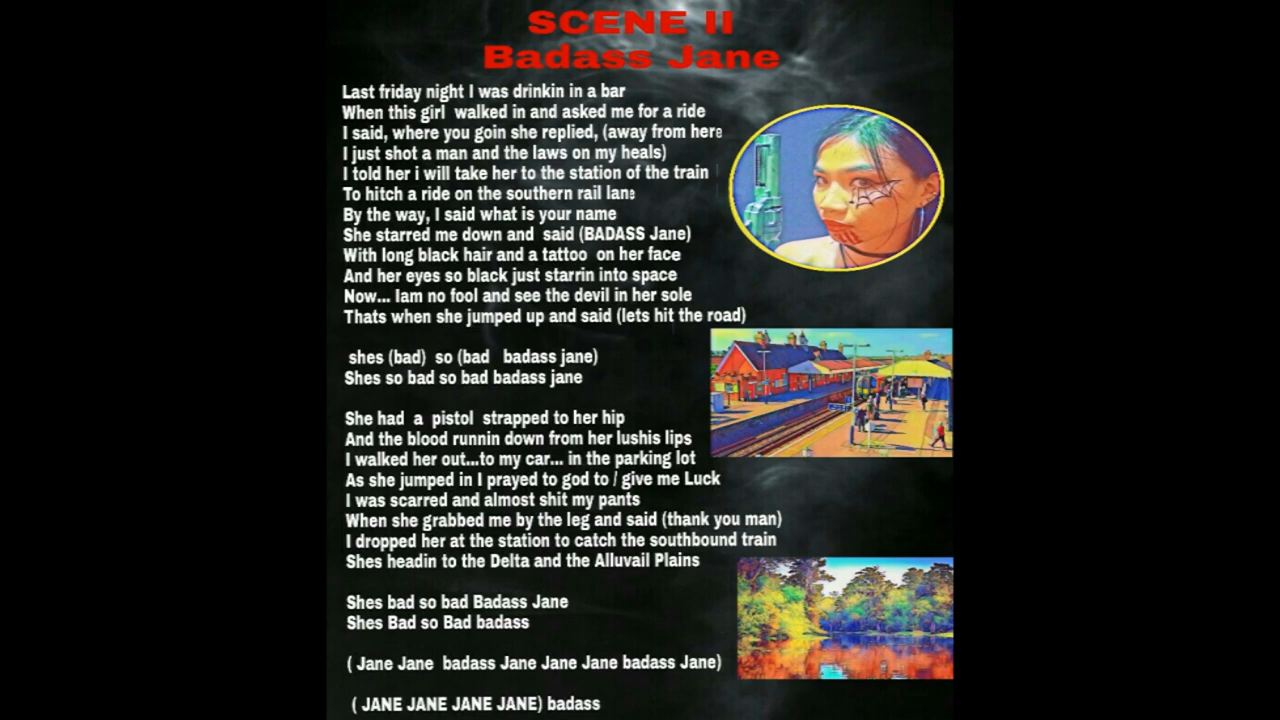 SCENE II
Badass Jane
Last friday night I was drinkin in a bar
When this girl walked in and asked me for a ride
I said, where you goin she replied, (away from here
I just shot a man and the laws on my heals)
I told her i will take her to the station of the train
To hitch a ride on the southern rail lane
By the way, I said what is your name
She starred me down and said (BADASS Jane)
With long black hair and a tattoo on her face
And her eyes so black just starrin into space
Now... Iam no fool and see the devil in her sole
Thats when she jumped up and said (lets hit the road)
shes (bad) so (bad badass jane)
Shes so bad so bad badass jane
She had a pistol strapped to her hip
And the blood runnin down from her lushis lips
I walked her out...to my car... in the parking lot
As she jumped in I prayed to god to / give me Luck
I was scarred and almost shit my pants
When she grabbed me by the leg and said (thank you man)
I dropped her at the station to catch the southbound train
Shes headin to the Delta and the Alluvail Plains
Shes bad so bad Badass Jane
Shes Bad so Bad badass
( Jane Jane badass Jane Jane Jane badass Jane)
( JANE JANE JANE JANE) badass